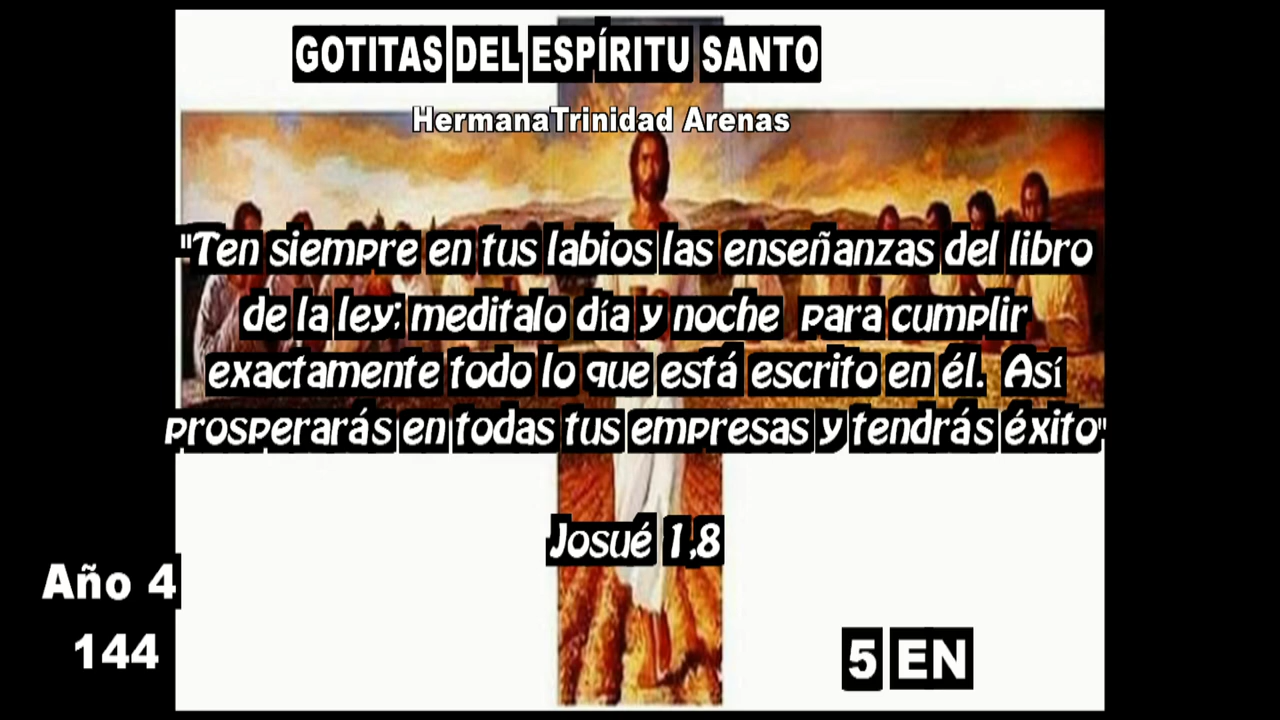 GOTITAS DEL ESPÍRITU SANTO
HermanaTrinidad Arenas
"Ten siempre en tus labios las enseñanzas del libro
de la ley; meditalo día y noche para cumplir
exactamente todo lo que está escrito en él. Así
prosperarás en todas tus empresas y tendrás éxito"
Josué 1,8
Año 4
144
5 EN